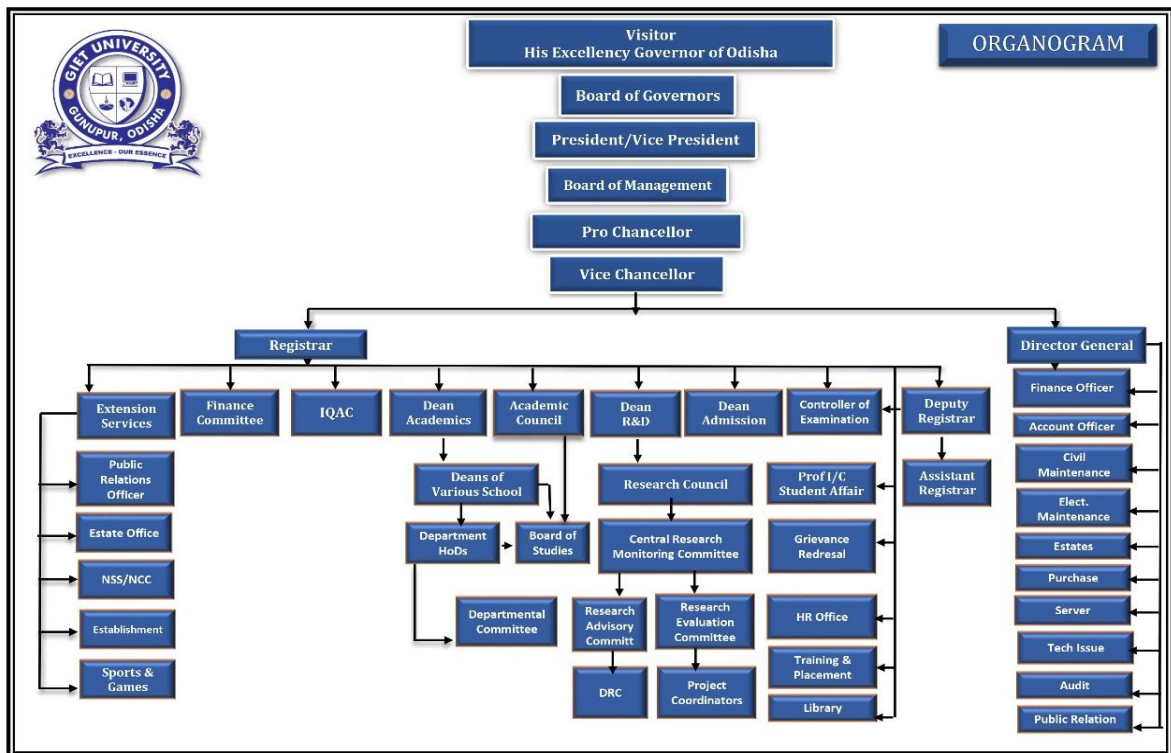 GIET UNIVERSITY
GUNUPUR, ODISHA
EXCELLENCE - OUR ESSENCE
ORGANOGRAM
Visitor
His Excellency Governor of Odisha
Board of Governors
President/Vice President
Board of Management
Pro Chancellor
Vice Chancellor
Registrar
Director General
Extension
Services
Finance
Committee
IQAC
Dean
Academics
Academic
Council
Dean
R&D
Dean
Admission
Controller
of Examination
Deputy
Registrar
Public
Relations
Officer
Estate Office
NSS/NCC
Establishment
Sports &
Games
Deans of
Various School
Department
HoDs
Board of
Studies
Departmental
Committee
Research Council
Central Research
Monitoring Committee
Research
Advisory
Committ
Research
Evaluation
Committee
DRC
Project
Coordinators
Prof I/C
Student Affair
Grievance
Redresal
HR Office
Training &
Placement
Library
Assistant
Registrar
Finance Officer
Account Officer
Civil
Maintenance
Elect.
Maintenance
Estates
Purchase
Server
Tech Issue
Audit
Public Relation